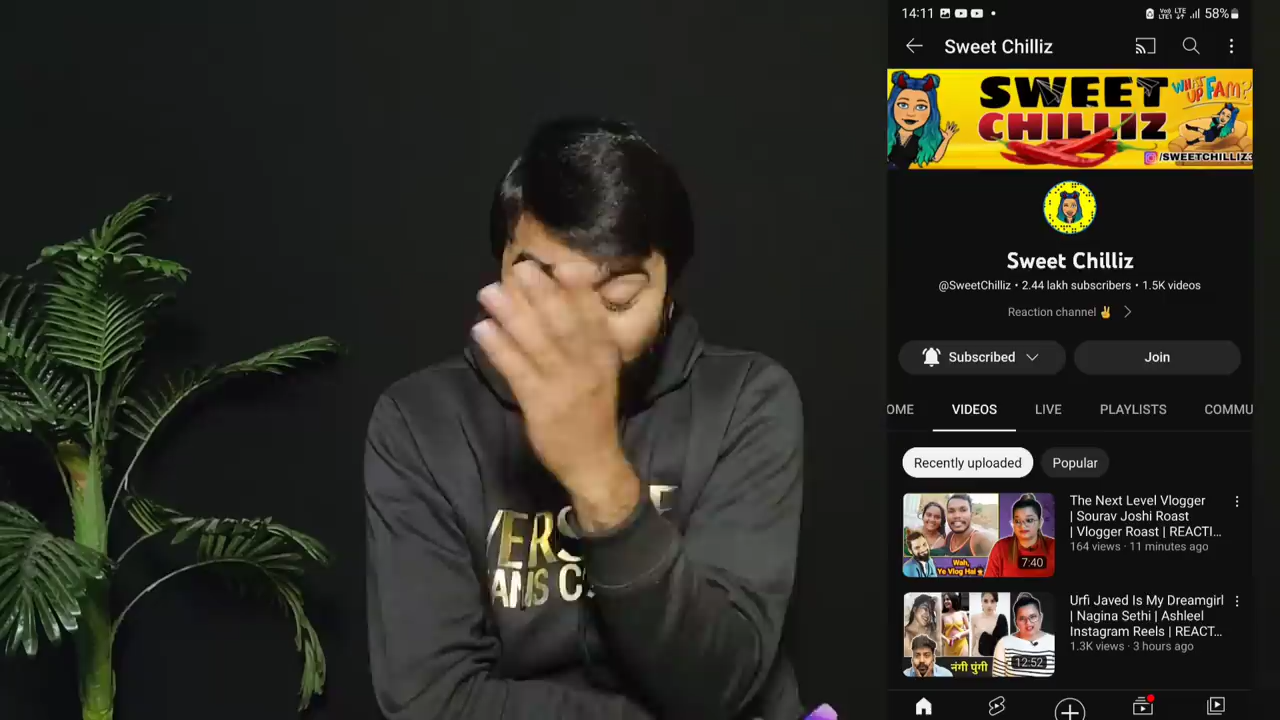 14:11
LTE1 LTE 58%
Sweet Chilliz
SWEET
CHILLIZ
WHAT
UP FAM?
/SWEETCHILLIZ3
Sweet Chilliz
@SweetChilliz • 2.44 lakh subscribers • 1.5K videos
Reaction channel ✌
Subscribed
Join
OME
VIDEOS
LIVE
PLAYLISTS
COMMU
Recently uploaded
Popular
Wah,
Ye Vlog Hai
7:40
The Next Level Vlogger
| Sourav Joshi Roast
| Vlogger Roast | REACTI...
164 views · 11 minutes ago
नंगी पुंगी
12:52
Urfi Javed Is My Dreamgirl
| Nagina Sethi | Ashleel
Instagram Reels | REACT...
1.3K views · 3 hours ago